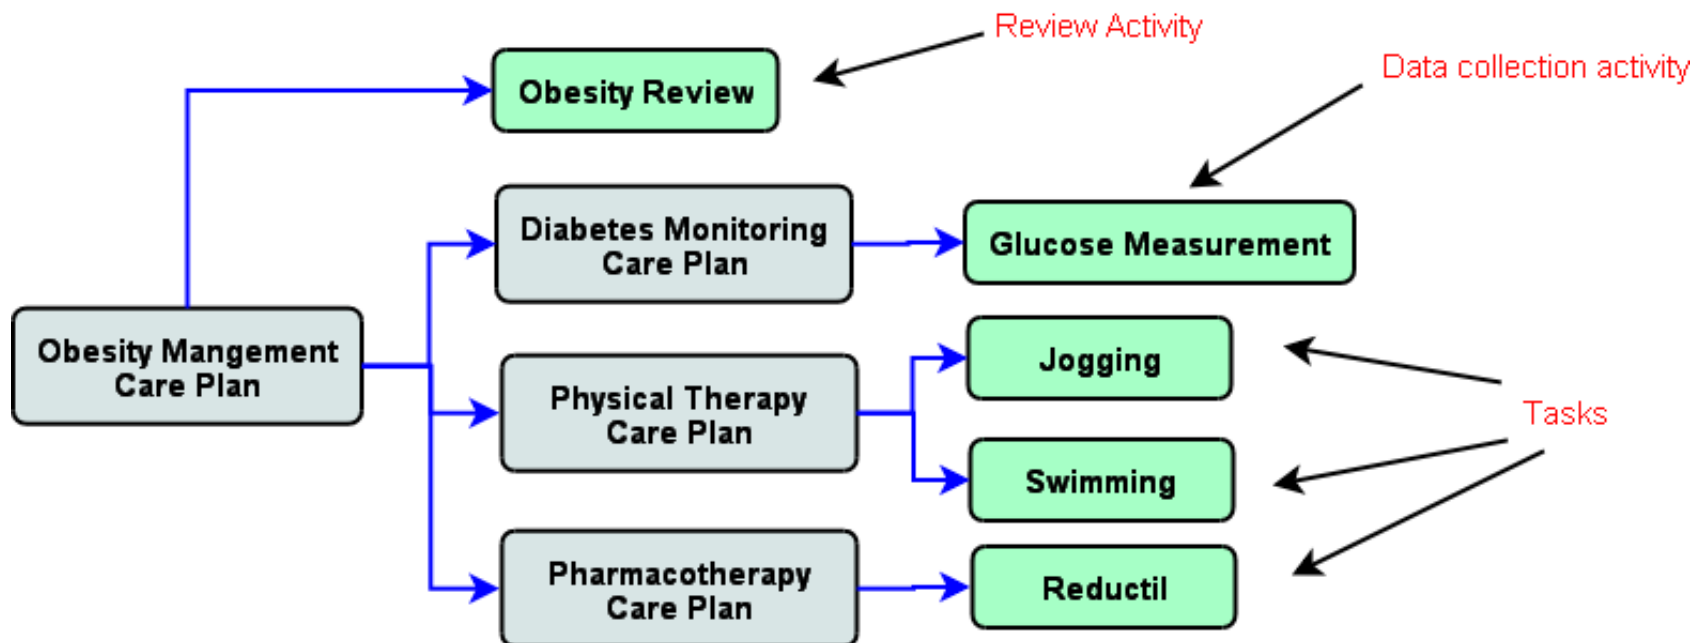 Review Activity
Data collection activity
Obesity Review
Diabetes Monitoring
Care Plan
Glucose Measurement
Obesity Mangement
Care Plan
Jogging
Physical Therapy
Care Plan
Tasks
Swimming
Pharmacotherapy
Care Plan
Reductil